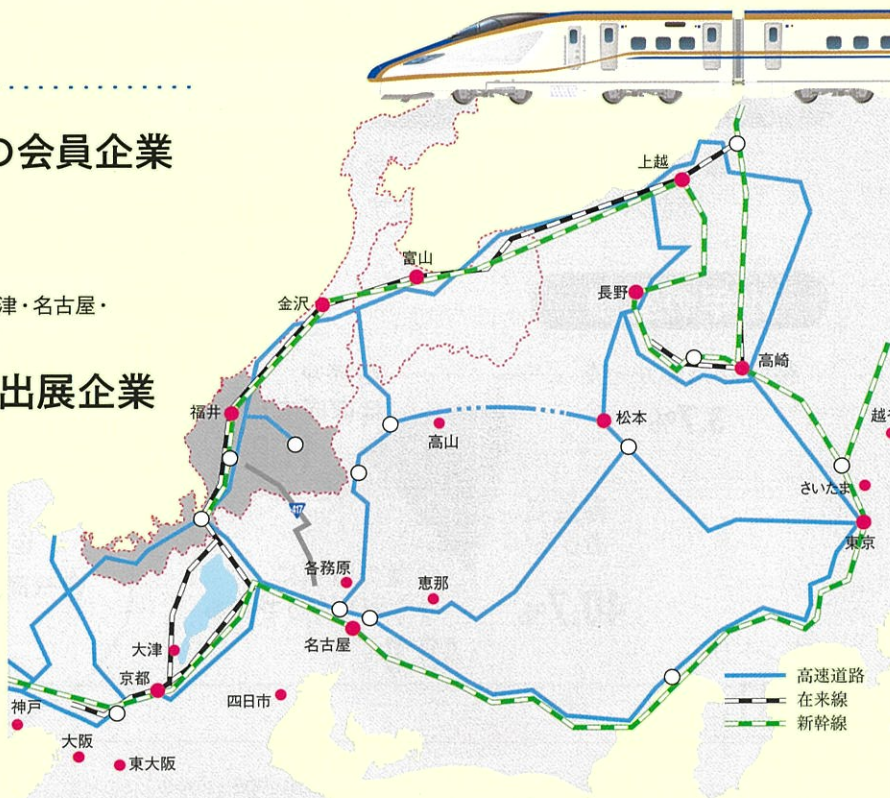 の会員企業
津・名古屋・
出展企業
上越
富山
金沢
長野
高崎
福井
高山
松本
さいたま
東京
417
各務原
恵那
名古屋
大津
京都
四日市
神戸
大阪
東大阪
高速道路
在来線
新幹線